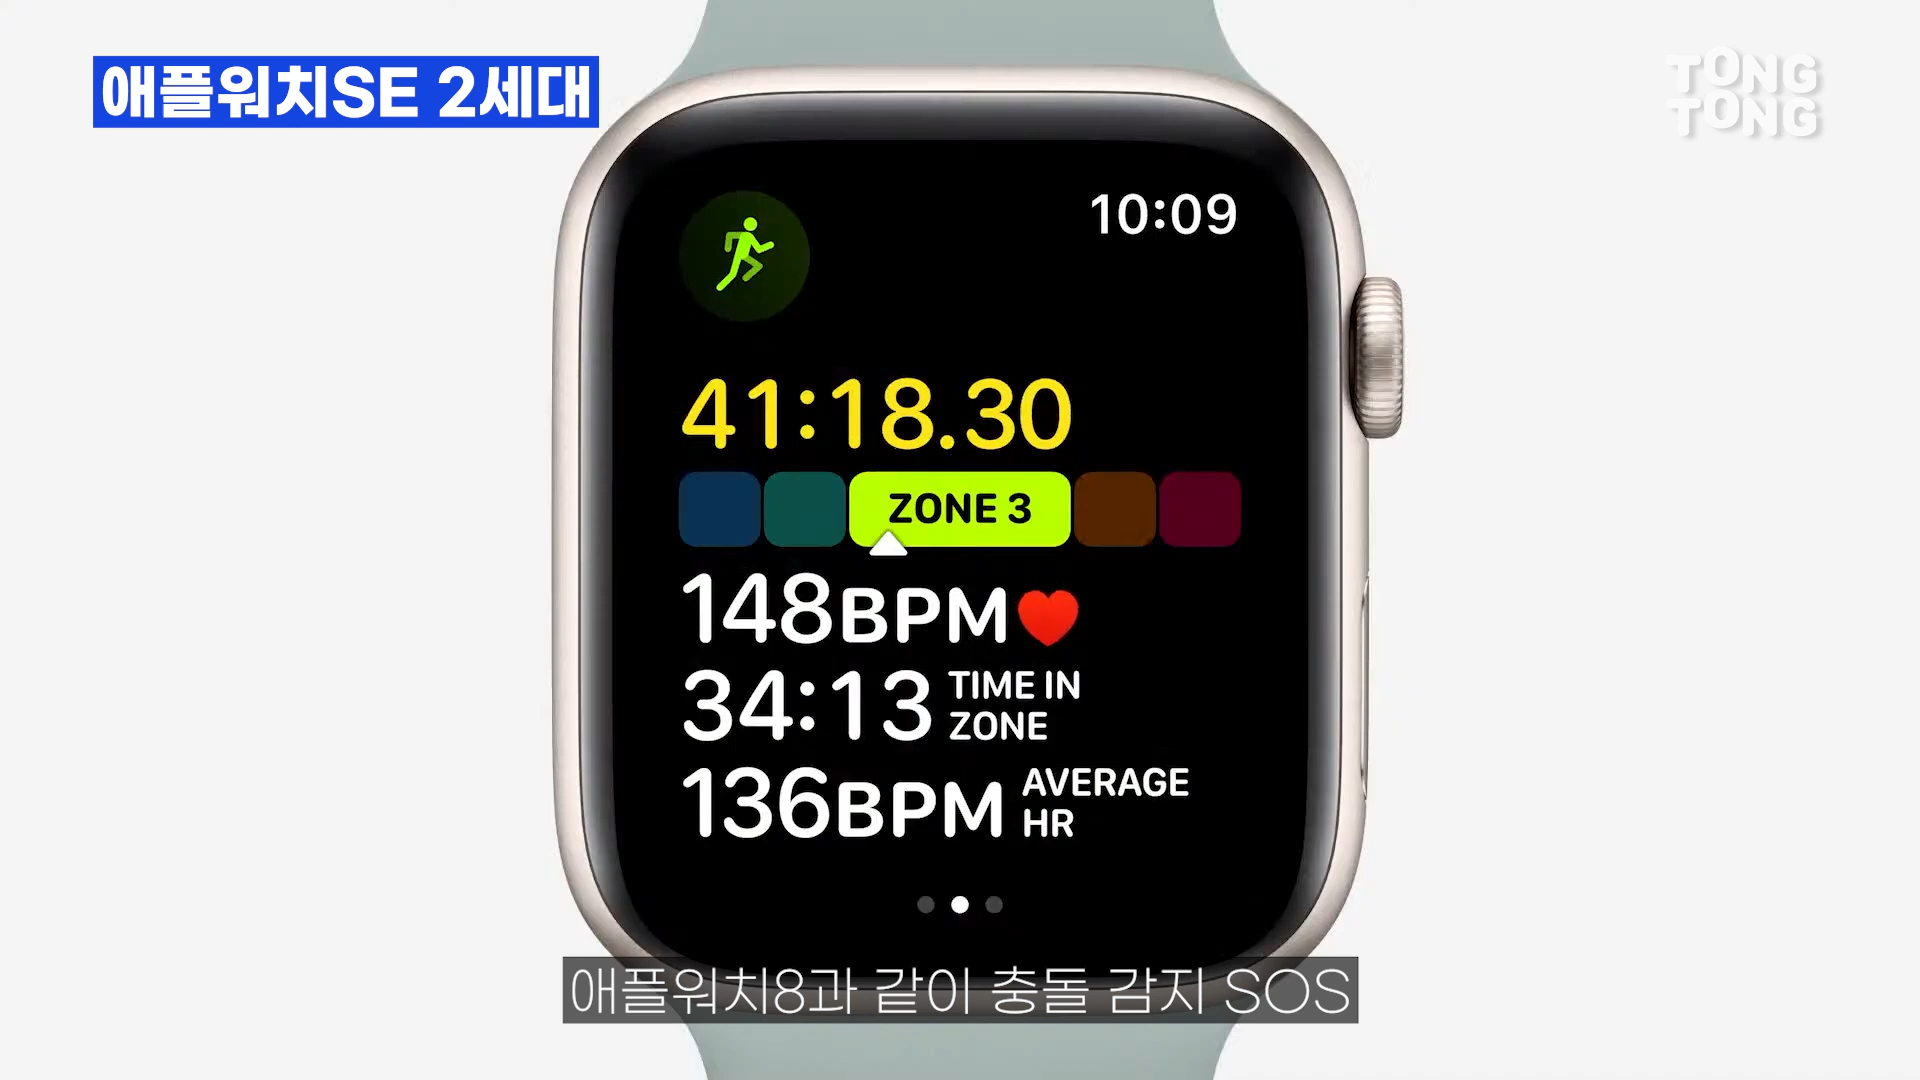 애플워치SE 2세대
TONG
TONG
10:09
41:18.30
ZONE 3
148BPM
34:13 TIME IN
ZONE
136BPM AVERAGE
HR
애플워치8과 같이 충돌 감지 SOS